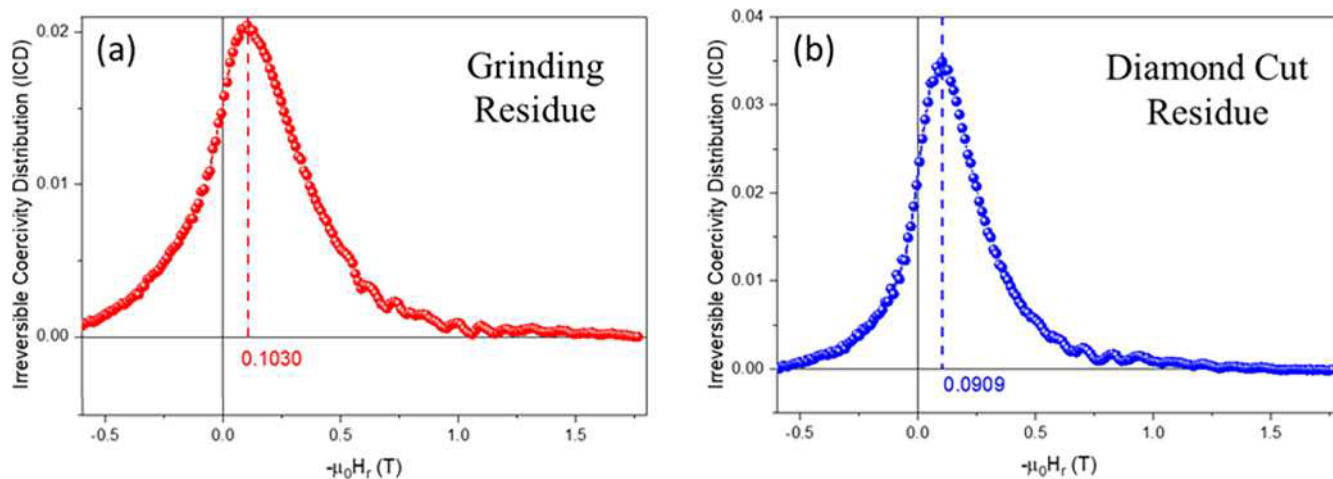 (a)
Grinding
Residue
Irreversible Coercivity Distribution (ICD)
0.02
0.01
0.00
0.1030
-0.5
0.0
0.5
1.0
1.5
-μ₀Hᵣ (T)
(b)
Diamond Cut
Residue
Irreversible Coercivity Distribution (ICD)
0.04
0.03
0.02
0.01
0.00
0.0909
-0.5
0.0
0.5
1.0
1.5
-μ₀Hᵣ (T)